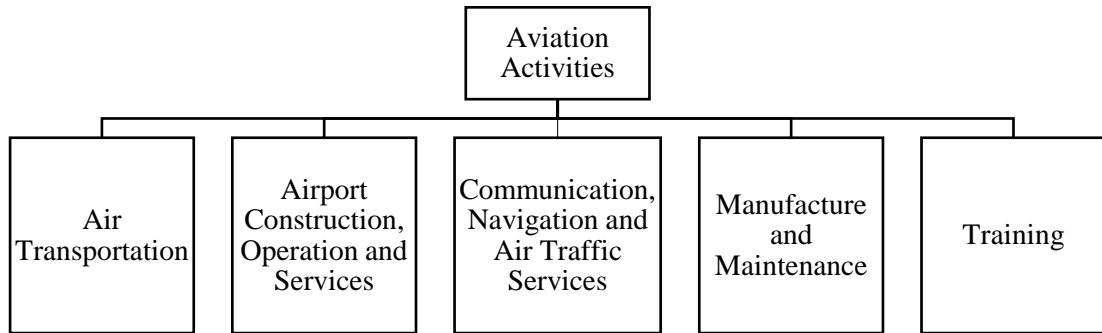 Aviation
Activities
Air
Transportation
Airport
Construction,
Operation and
Services
Communication,
Navigation and
Air Traffic
Services
Manufacture
and
Maintenance
Training